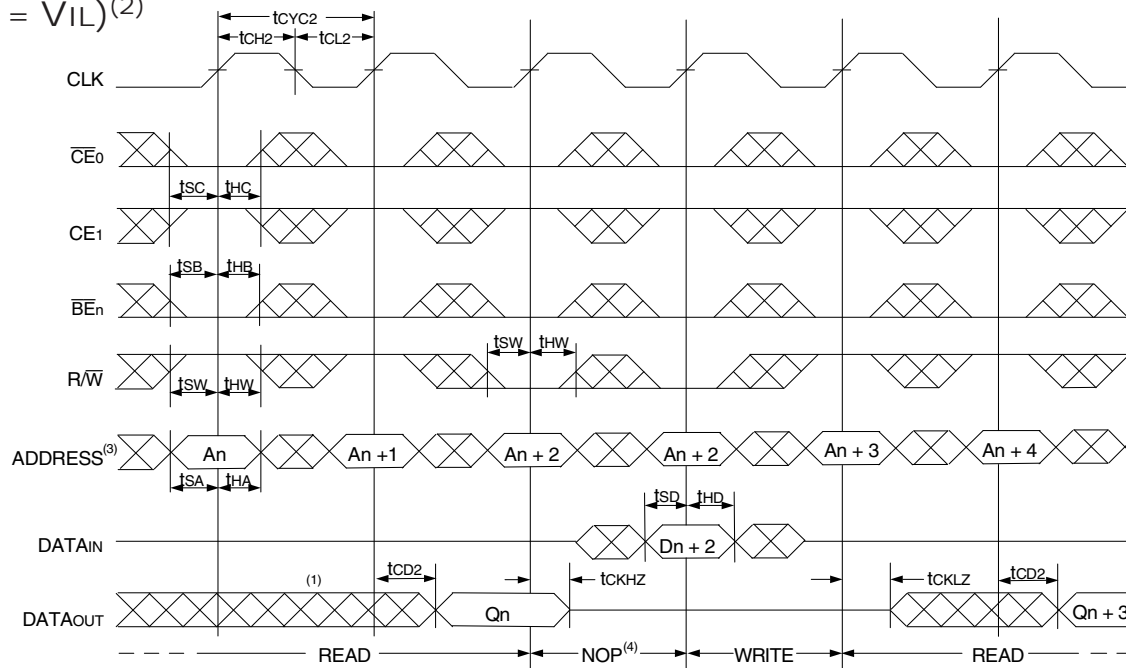 = VIL)(2)
tCYC2
tCH2 tCL2
CLK
CE0
tSC tHC
CE1
tSB tHB
BEn
tSW tHW
R/W
tSW tHW
ADDRESS(3) An An +1 An + 2 An + 2 An + 3 An + 4
tSA tHA
tSD tHD
DATAIN Dn + 2
tCD2 (1) tCKHZ tCKLZ tCD2
DATAOUT Qn Qn + 3
READ NOP(4) WRITE READ